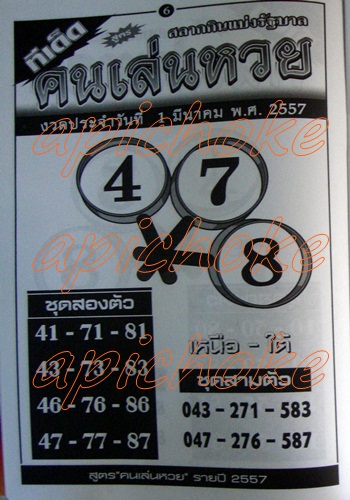 6
สลากกินแบ่งรัฐบาล
ทีเด็ด
สูตร
คนเล่นหวย
งวดประจำวันที่ 1 มีนาคม พ.ศ. 2557
4 7
8
ชุดสองตัว
41 - 71 - 81
43 - 73 - 83
46 - 76 - 86
47 - 77 - 87
เหนือ - ใต้
ชุดสามตัว
043 - 271 - 583
047 - 276 - 587
สูตร"คนเล่นหวย" รายปี 2557
apichoke
apichoke
apichoke
apichoke
apichoke